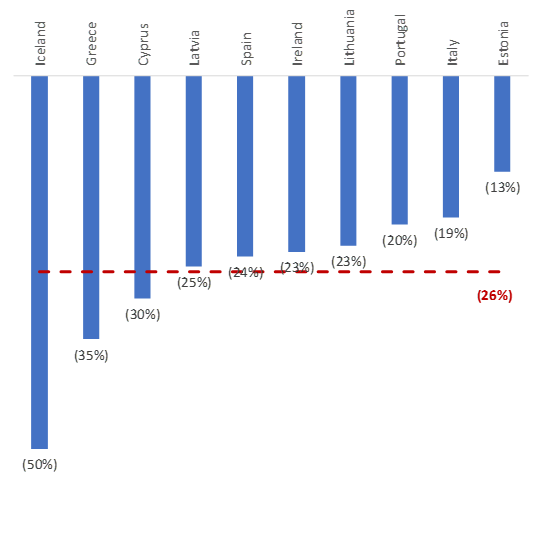 Iceland
Greece
Cyprus
Latvia
Spain
Ireland
Lithuania
Portugal
Italy
Estonia
(50%)
(35%)
(30%)
(25%)
(24%)
(23%)
(23%)
(20%)
(19%)
(13%)
(26%)